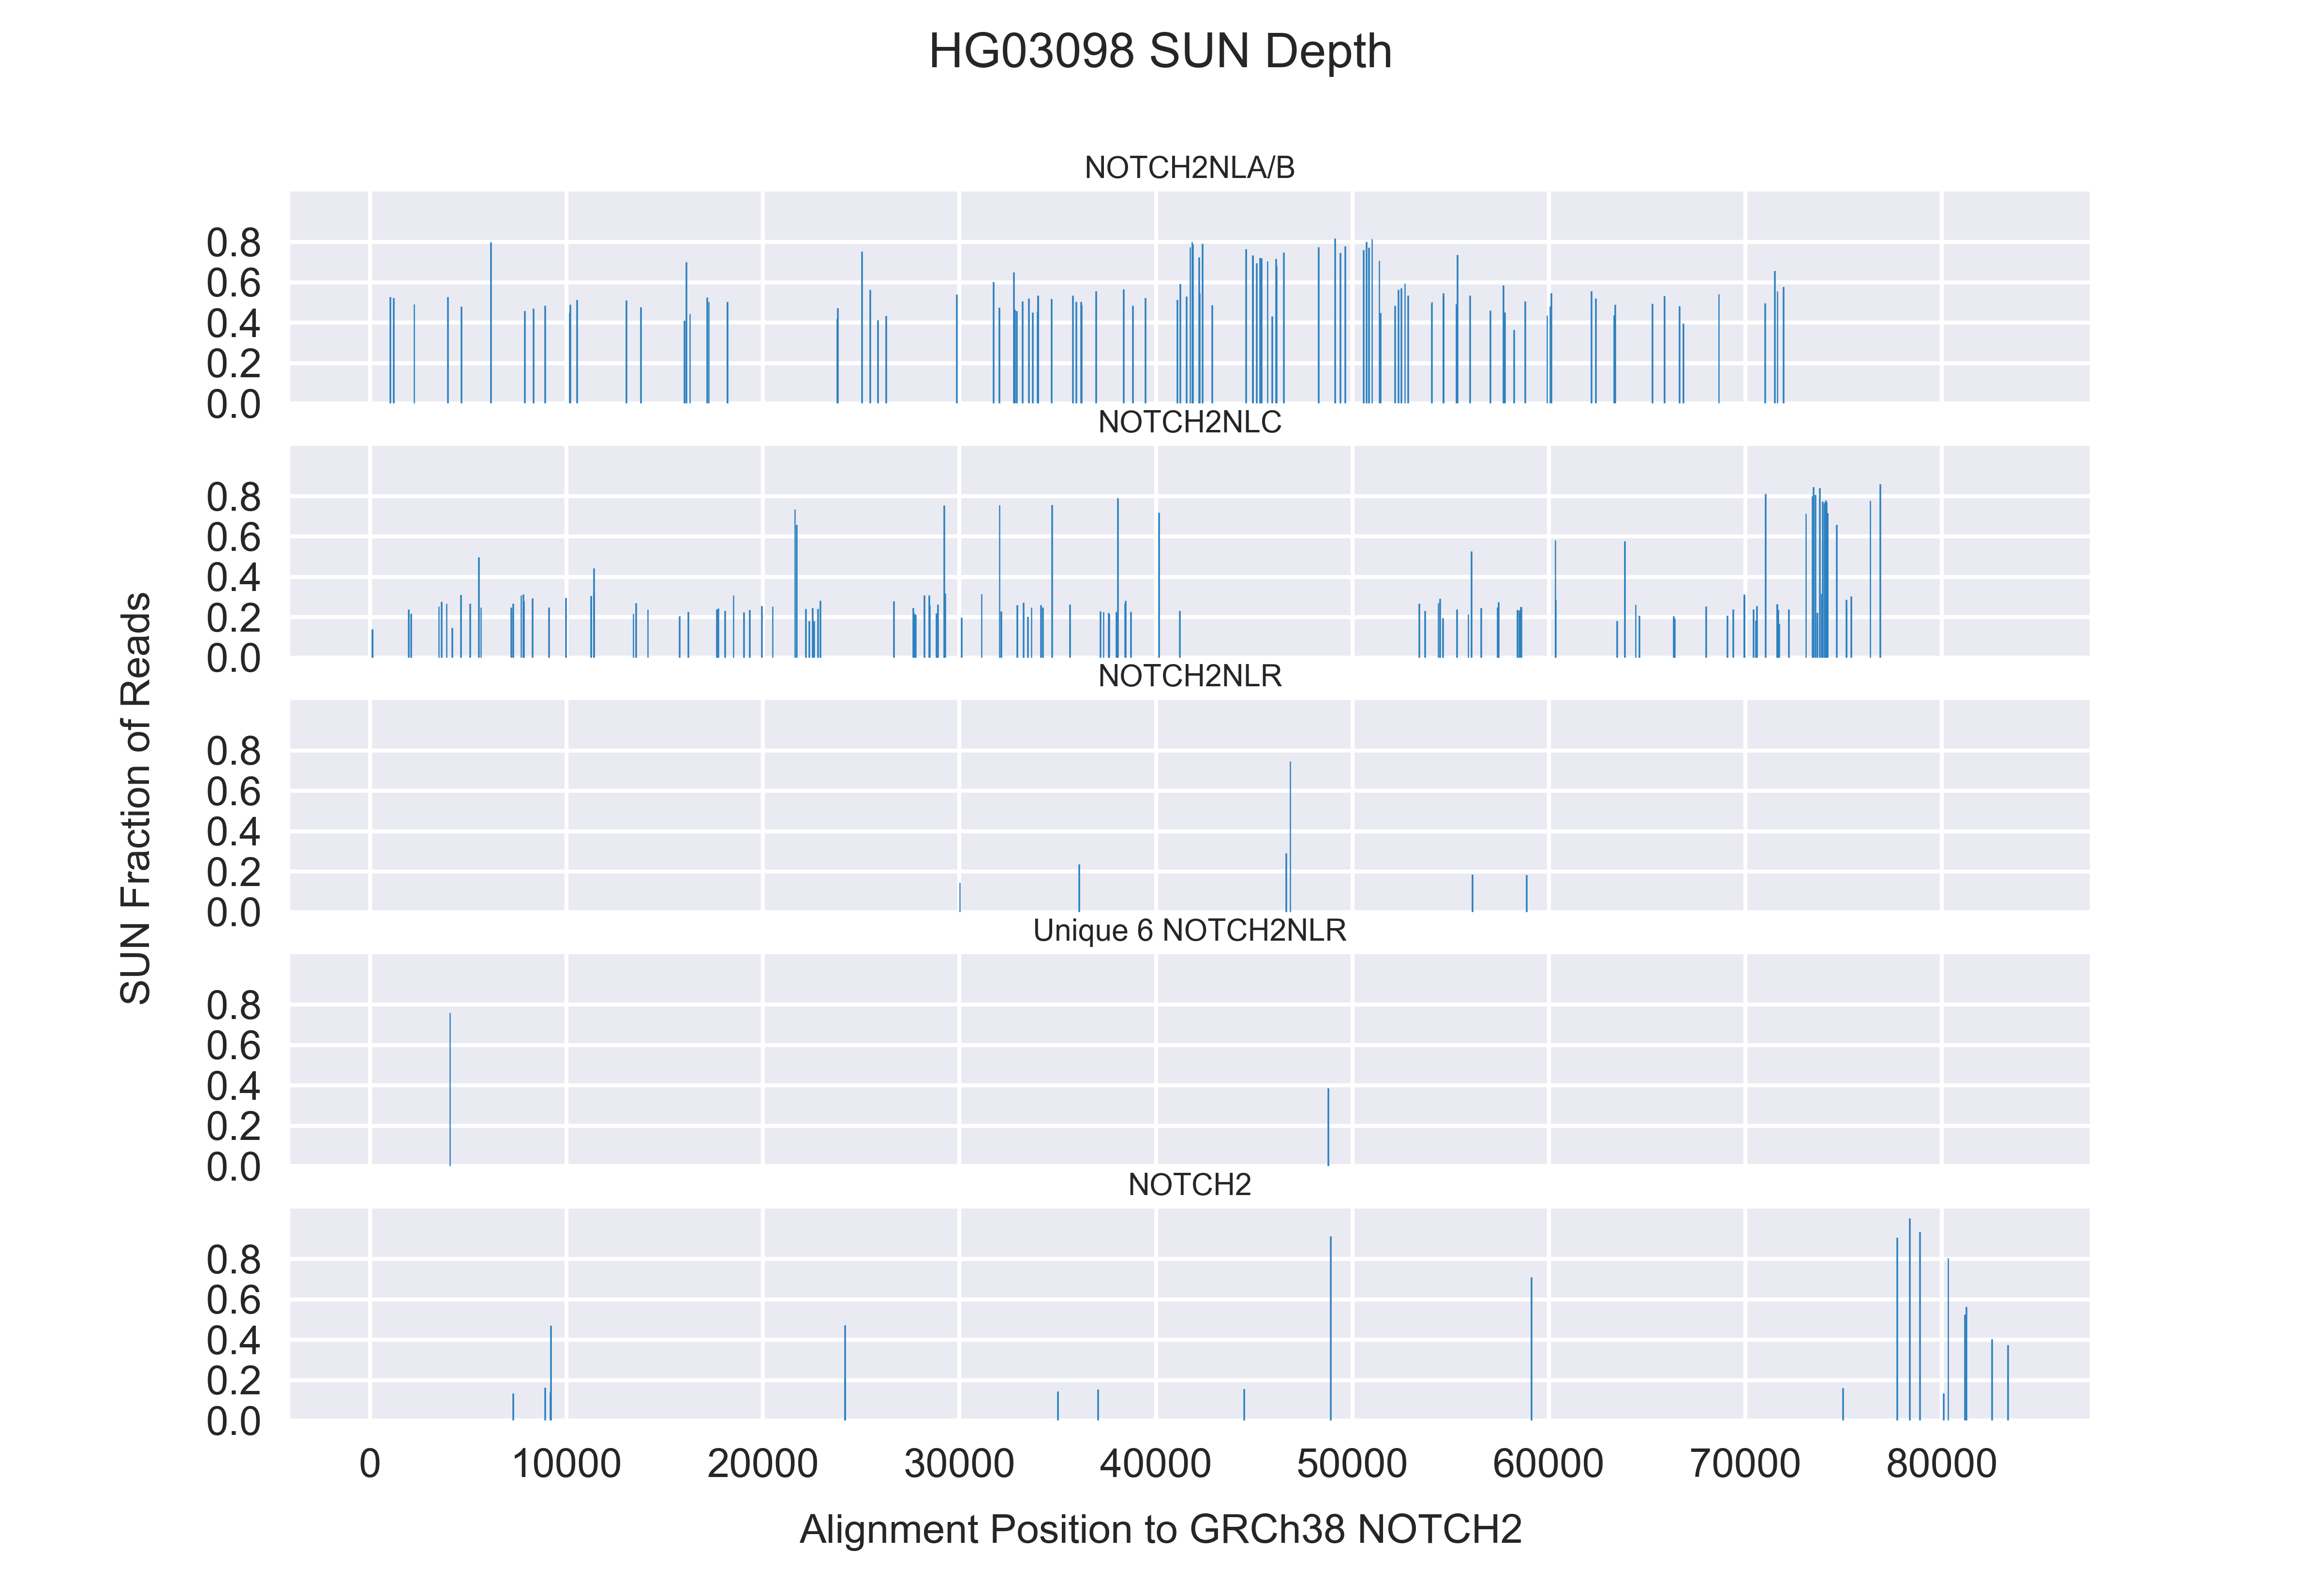 HG03098 SUN Depth
NOTCH2NLA/B
0.8
0.6
0.4
0.2
0.0
NOTCH2NLC
0.8
0.6
0.4
0.2
0.0
NOTCH2NLR
0.8
0.6
0.4
0.2
0.0
Unique 6 NOTCH2NLR
0.8
0.6
0.4
0.2
0.0
NOTCH2
0.8
0.6
0.4
0.2
0.0
SUN Fraction of Reads
0 10000 20000 30000 40000 50000 60000 70000 80000
Alignment Position to GRCh38 NOTCH2